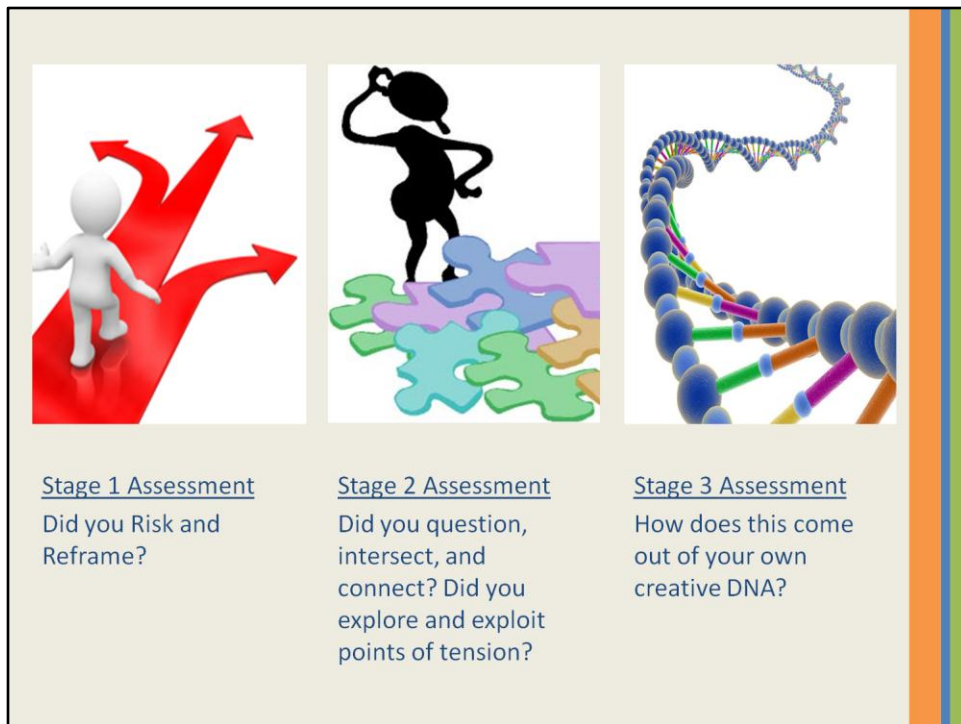 Stage 1 Assessment
Did you Risk and
Reframe?
Stage 2 Assessment
Did you question,
intersect, and
connect? Did you
explore and exploit
points of tension?
Stage 3 Assessment
How does this come
out of your own
creative DNA?